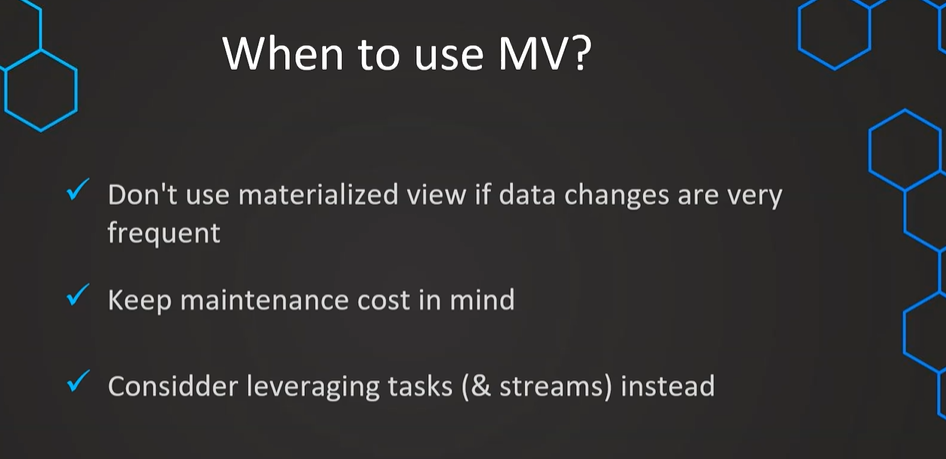 When to use MV?
✓ Don't use materialized view if data changes are very
frequent
✓ Keep maintenance cost in mind
✓ Considder leveraging tasks (& streams) instead